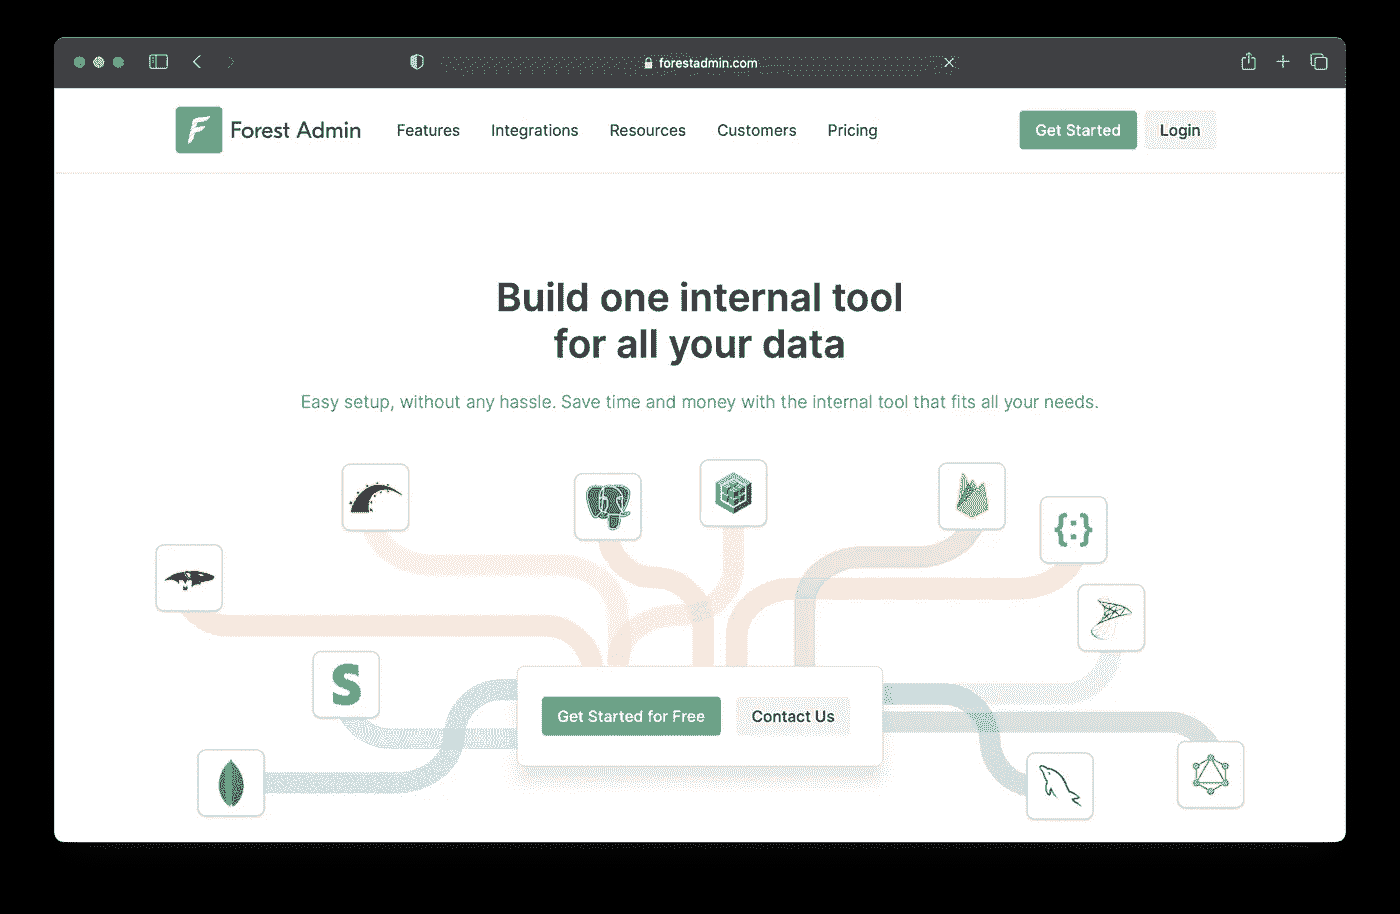 forestadmin.com
Forest Admin
Features
Integrations
Resources
Customers
Pricing
Get Started
Login
Build one internal tool
for all your data
Easy setup, without any hassle. Save time and money with the internal tool that fits all your needs.
{:}
S
Get Started for Free
Contact Us